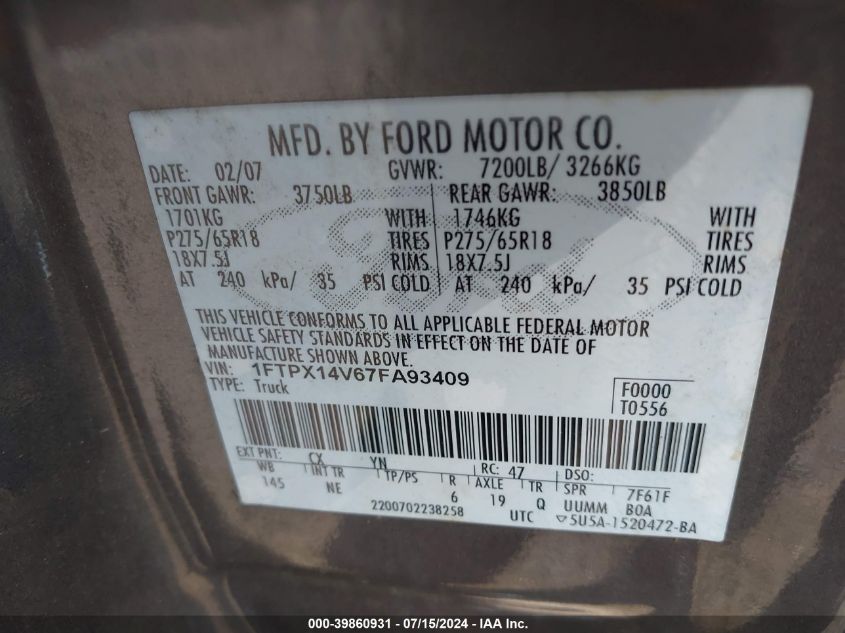 MFD. BY FORD MOTOR CO.
DATE: 02/07 GVWR: 7200LB/ 3266KG
FRONT GAWR: 3750LB REAR GAWR: 3850LB
1701KG WITH 1746KG WITH
P275/65R18 TIRES P275/65R18 TIRES
18X7.5J RIMS 18X7.5J RIMS
AT 240 kPa/ 35 PSI COLD AT 240 kPa/ 35 PSI COLD
THIS VEHICLE CONFORMS TO ALL APPLICABLE FEDERAL MOTOR
VEHICLE SAFETY STANDARDS IN EFFECT ON THE DATE OF
MANUFACTURE SHOWN ABOVE.
VIN: 1FTPX14V67FA93409
TYPE: Truck
F0000
T0556
EXT PNT: CX YN RC: 47 DSO:
WB INT TR TP/PS R AXLE TR SPR 7F61F
145 NE 6 19 Q UUMM B0A
2200702238258 UTC ▽5U5A-1520472-BA
000-39860931 - 07/15/2024 - IAA Inc.